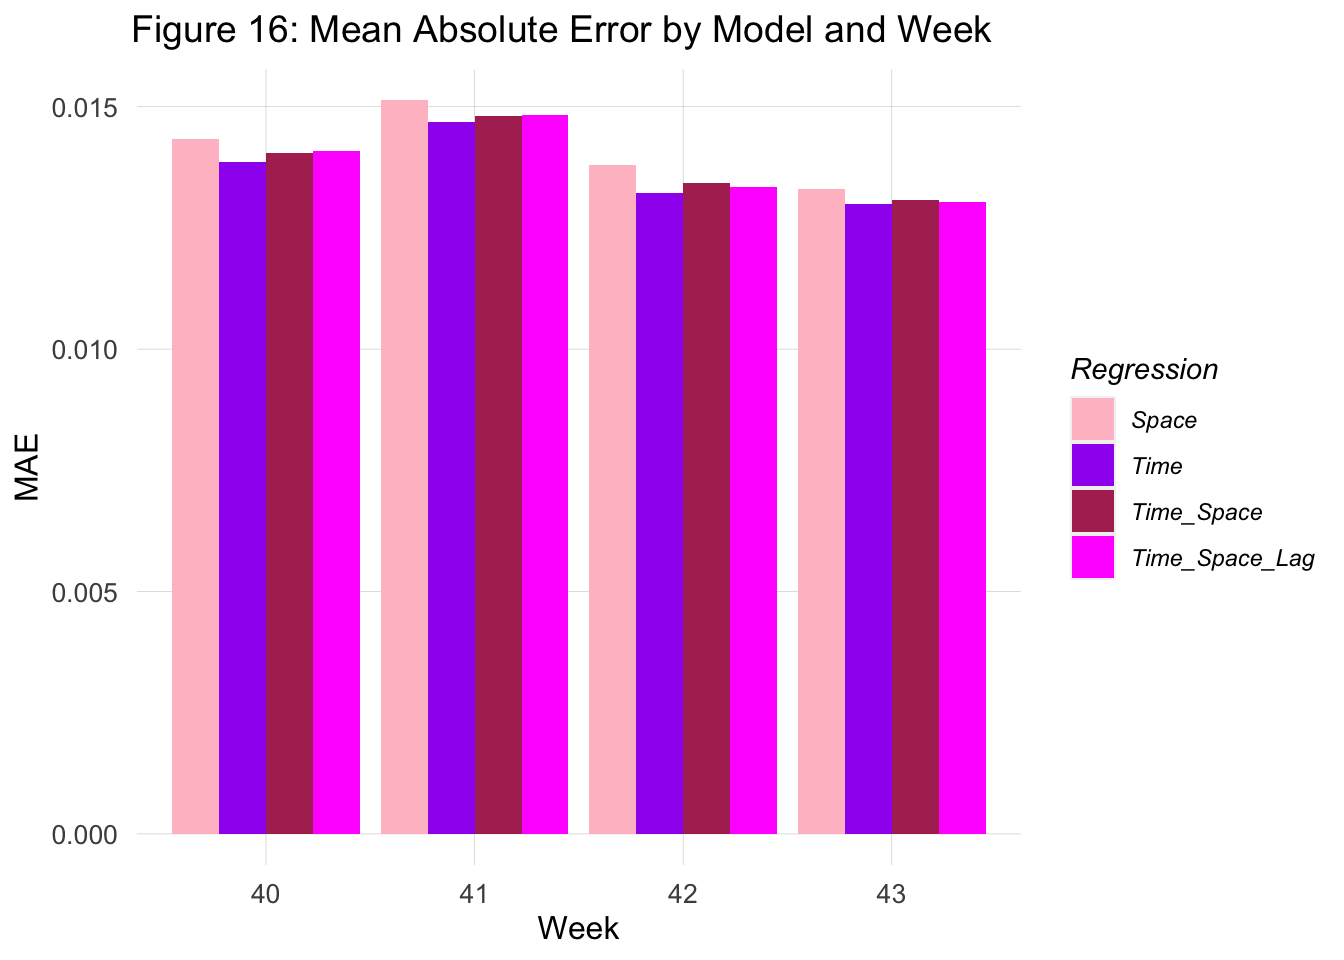 Figure 16: Mean Absolute Error by Model and Week
0.015
0.010
0.005
0.000
MAE
40 41 42 43
Week
Regression
Space
Time
Time_Space
Time_Space_Lag